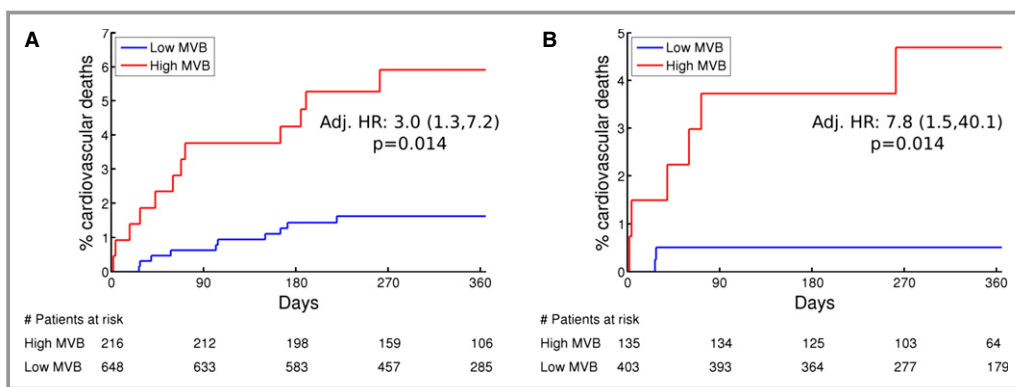 A
7
6
5
4
3
2
1
0
% cardiovascular deaths
Low MVB
High MVB
Adj. HR: 3.0 (1.3,7.2)
p=0.014
0 90 180 270 360
Days
# Patients at risk
High MVB 216 212 198 159 106
Low MVB 648 633 583 457 285
B
5
4
3
2
1
0
% cardiovascular deaths
Low MVB
High MVB
Adj. HR: 7.8 (1.5,40.1)
p=0.014
0 90 180 270 360
Days
# Patients at risk
High MVB 135 134 125 103 64
Low MVB 403 393 364 277 179